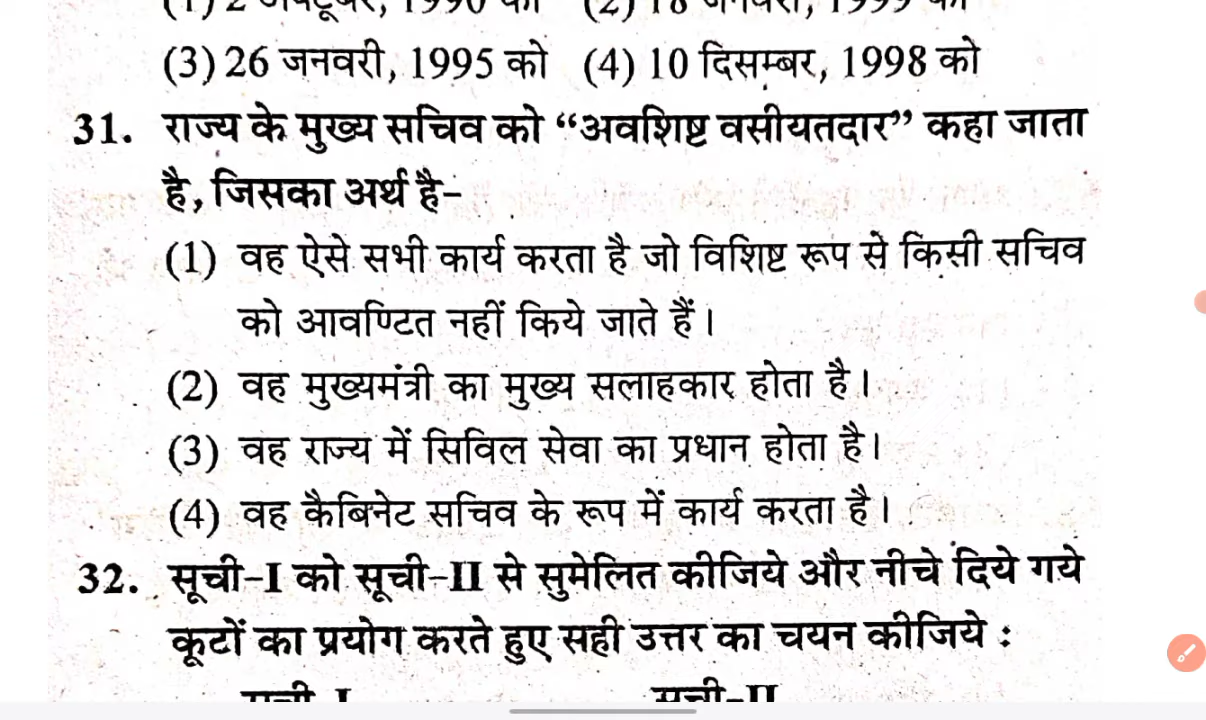 (3) 26 जनवरी, 1995 को (4) 10 दिसम्बर, 1998 को
31. राज्य के मुख्य सचिव को “अवशिष्ट वसीयतदार” कहा जाता
है, जिसका अर्थ है-
(1) वह ऐसे सभी कार्य करता है जो विशिष्ट रूप से किसी सचिव
को आवण्टित नहीं किये जाते हैं।
(2) वह मुख्यमंत्री का मुख्य सलाहकार होता है।
(3) वह राज्य में सिविल सेवा का प्रधान होता है।
(4) वह कैबिनेट सचिव के रूप में कार्य करता है।
32. सूची-I को सूची-II से सुमेलित कीजिये और नीचे दिये गये
कूटों का प्रयोग करते हुए सही उत्तर का चयन कीजिये :
सूची-I सूची-II